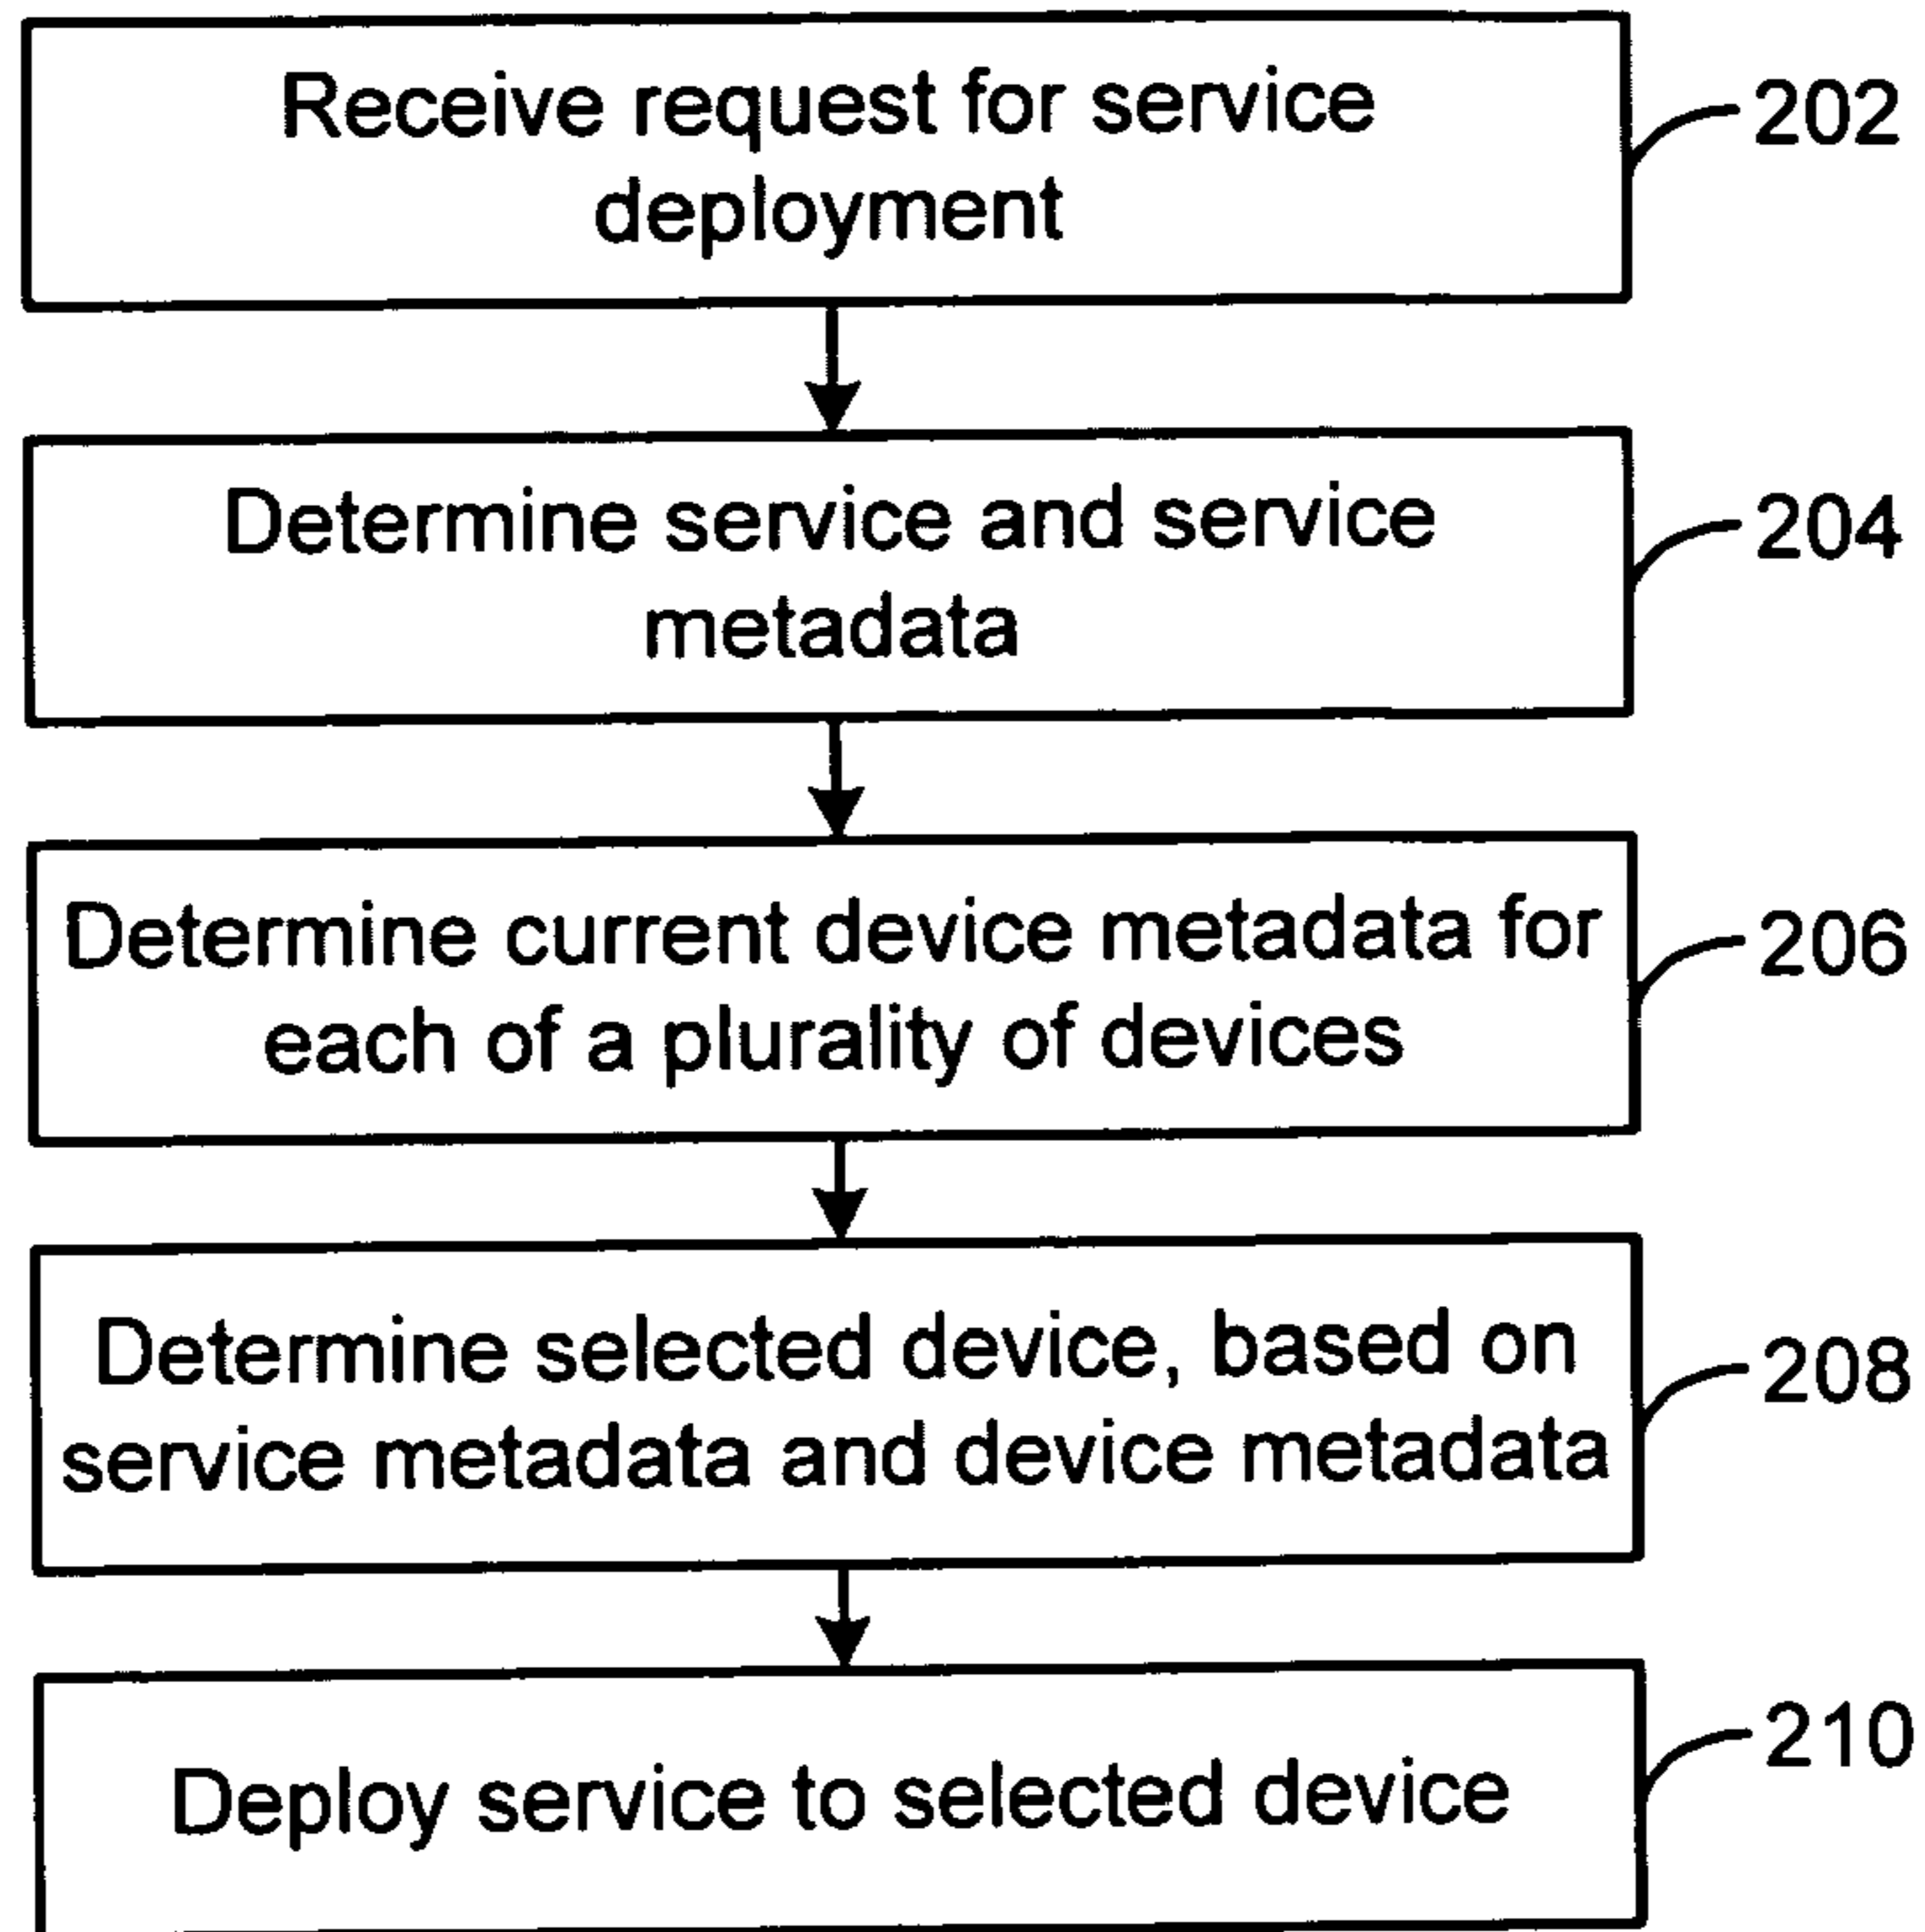 Receive request for service
deployment
202
Determine service and service
metadata
204
Determine current device metadata for
each of a plurality of devices
206
Determine selected device, based on
service metadata and device metadata
208
Deploy service to selected device
210